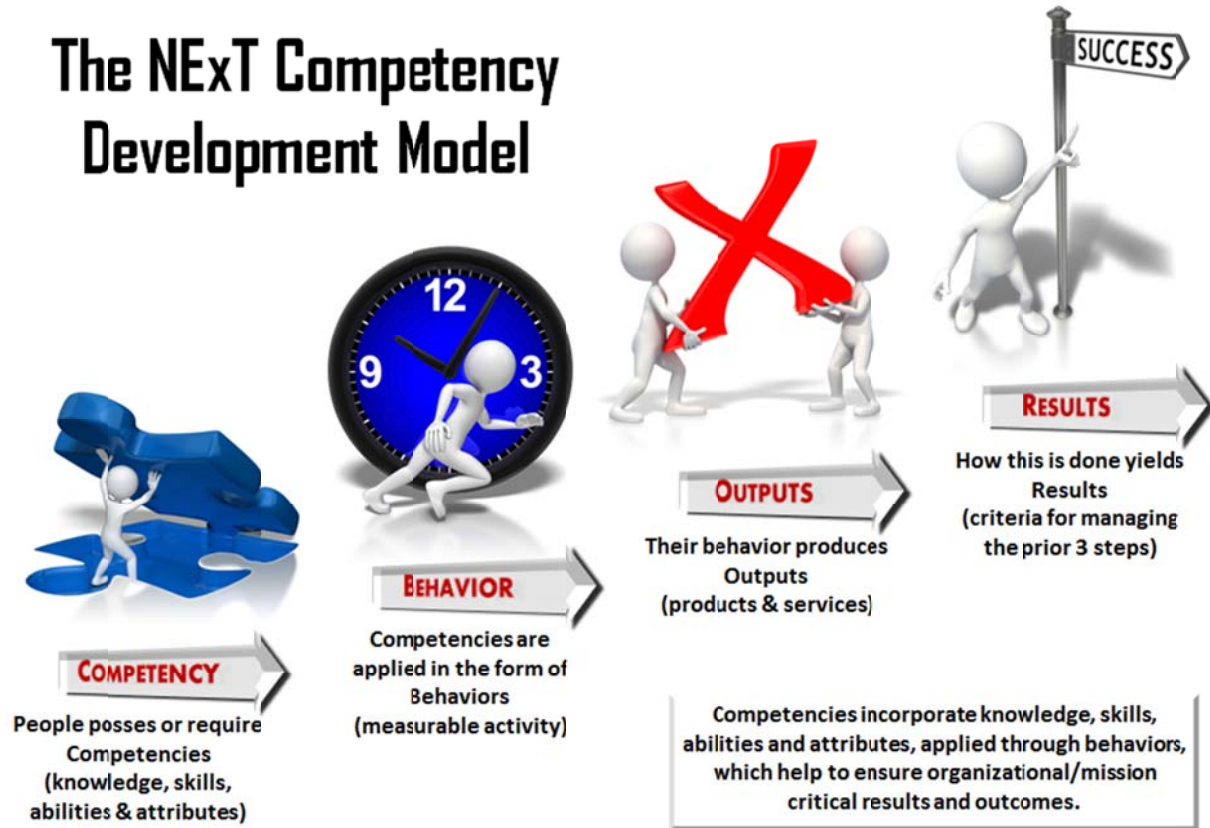 The NExT Competency
Development Model
SUCCESS
12
9
3
COMPETENCY
People posses or require
Competencies
(knowledge, skills,
abilities & attributes)
BEHAVIOR
Competencies are
applied in the form of
Behaviors
(measurable activity)
OUTPUTS
Their behavior produces
Outputs
(products & services)
RESULTS
How this is done yields
Results
(criteria for managing
the prior 3 steps)
Competencies incorporate knowledge, skills,
abilities and attributes, applied through behaviors,
which help to ensure organizational/mission
critical results and outcomes.